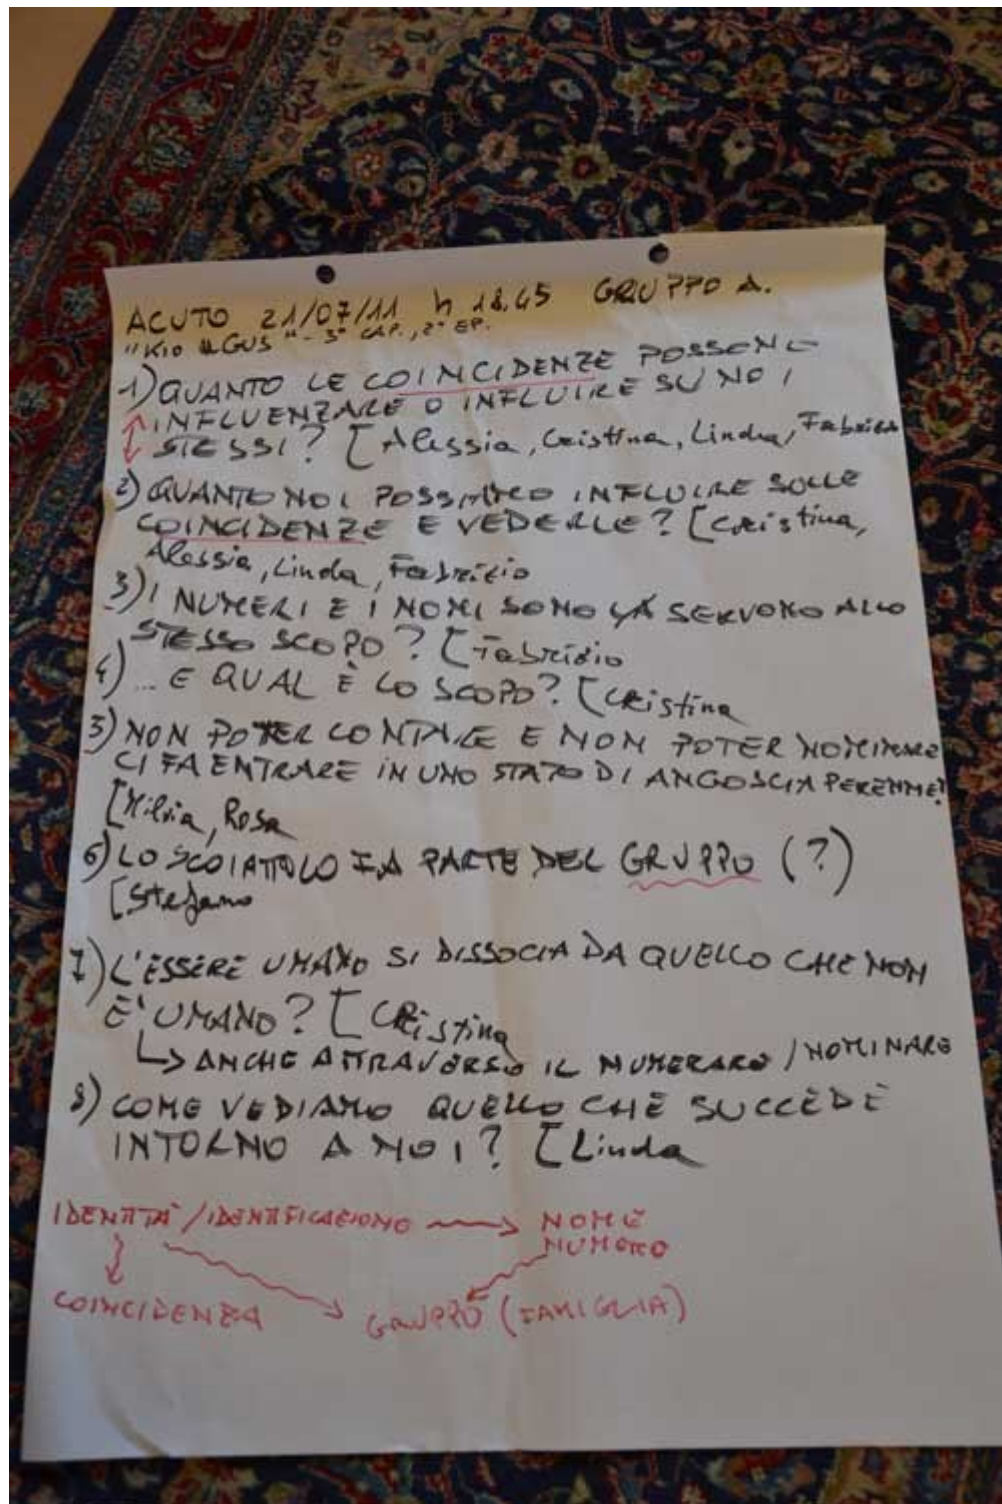 ACUTO 21/07/11 h 18.45 GRUPPO A.
"KIO & GUS" - 3° CAP., 2° EP.
1) QUANTO LE COINCIDENZE POSSONO
INFLUENZARE O INFLUIRE SU NOI
STESSI? [Alessia, Cristina, Linda, Fabrizio
2) QUANTO NOI POSSIAMO INFLUIRE SULLE
COINCIDENZE E VEDERLE? [Cristina,
Alessia, Linda, Fabrizio
3) I NUMERI E I NOMI SERVONO ALLO
STESSO SCOPO? [Fabrizio
4) ... E QUAL È LO SCOPO? [Cristina
5) NON POTER CONTARE E NON POTER NOMINARE
CI FA ENTRARE IN UNO STATO DI ANGOSCIA PERENNE?
[Milvia, Rosa
6) LO SCOIATTOLO FA PARTE DEL GRUPPO (?)
[Stefano
7) L'ESSERE UMANO SI DISSOCIA DA QUELLO CHE NON
E' UMANO? [CRistina
↳ ANCHE ATTRAVERSO IL NUMERARE / NOMINARE
8) COME VEDIAMO QUELLO CHE SUCCEDE
INTORNO A NOI? [Linda
IDENTITÀ / IDENTIFICAZIONE → NOME
NUMERO
COINCIDENZA
GRUPPO (FAMIGLIA)